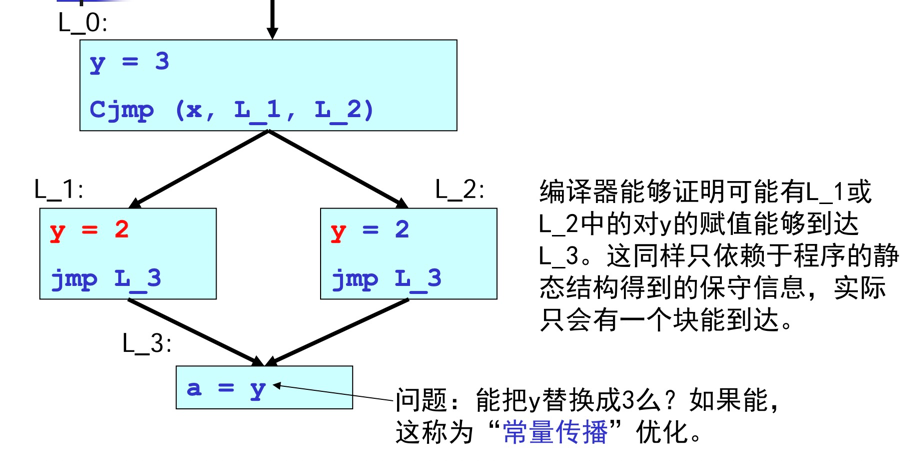 L_0:
y = 3
Cjmp (x, L_1, L_2)
L_1:
L_2:
y = 2
jmp L_3
y = 2
jmp L_3
编译器能够证明可能有L_1或
L_2中的对y的赋值能够到达
L_3。这同样只依赖于程序的静
态结构得到的保守信息，实际
只会有一个块能到达。
L_3:
a = y
问题：能把y替换成3么？如果能，
这称为“常量传播”优化。